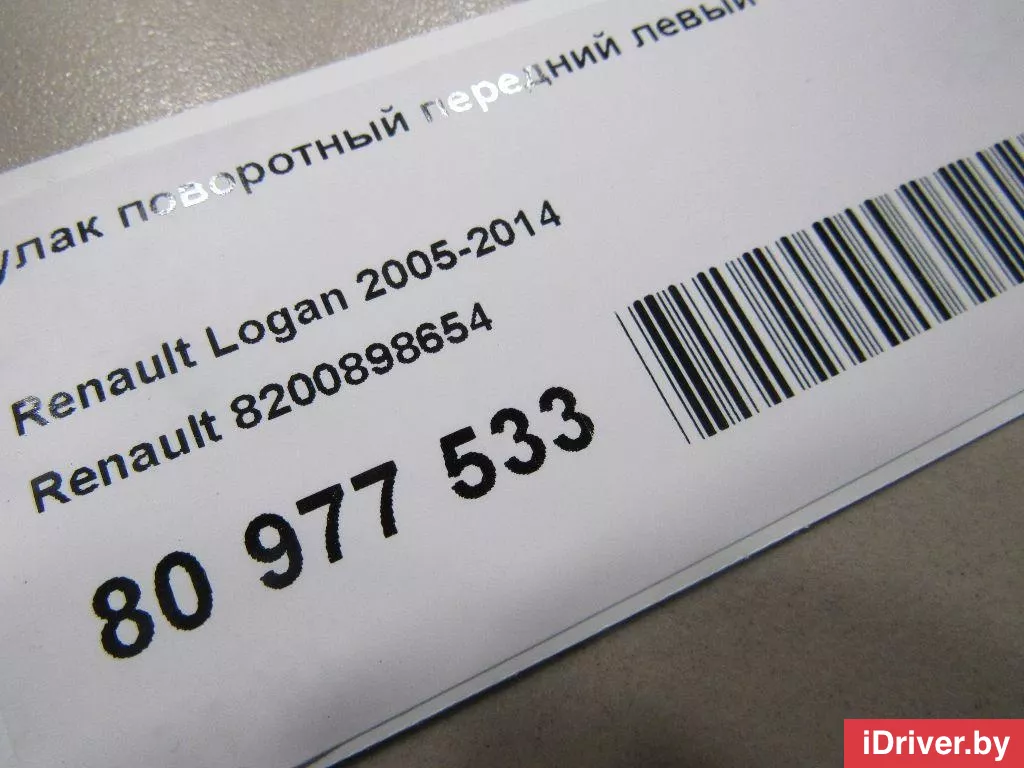 улак поворотный передний левый
Renault Logan 2005-2014
Renault 8200898654
80 977 533
iDriver.by